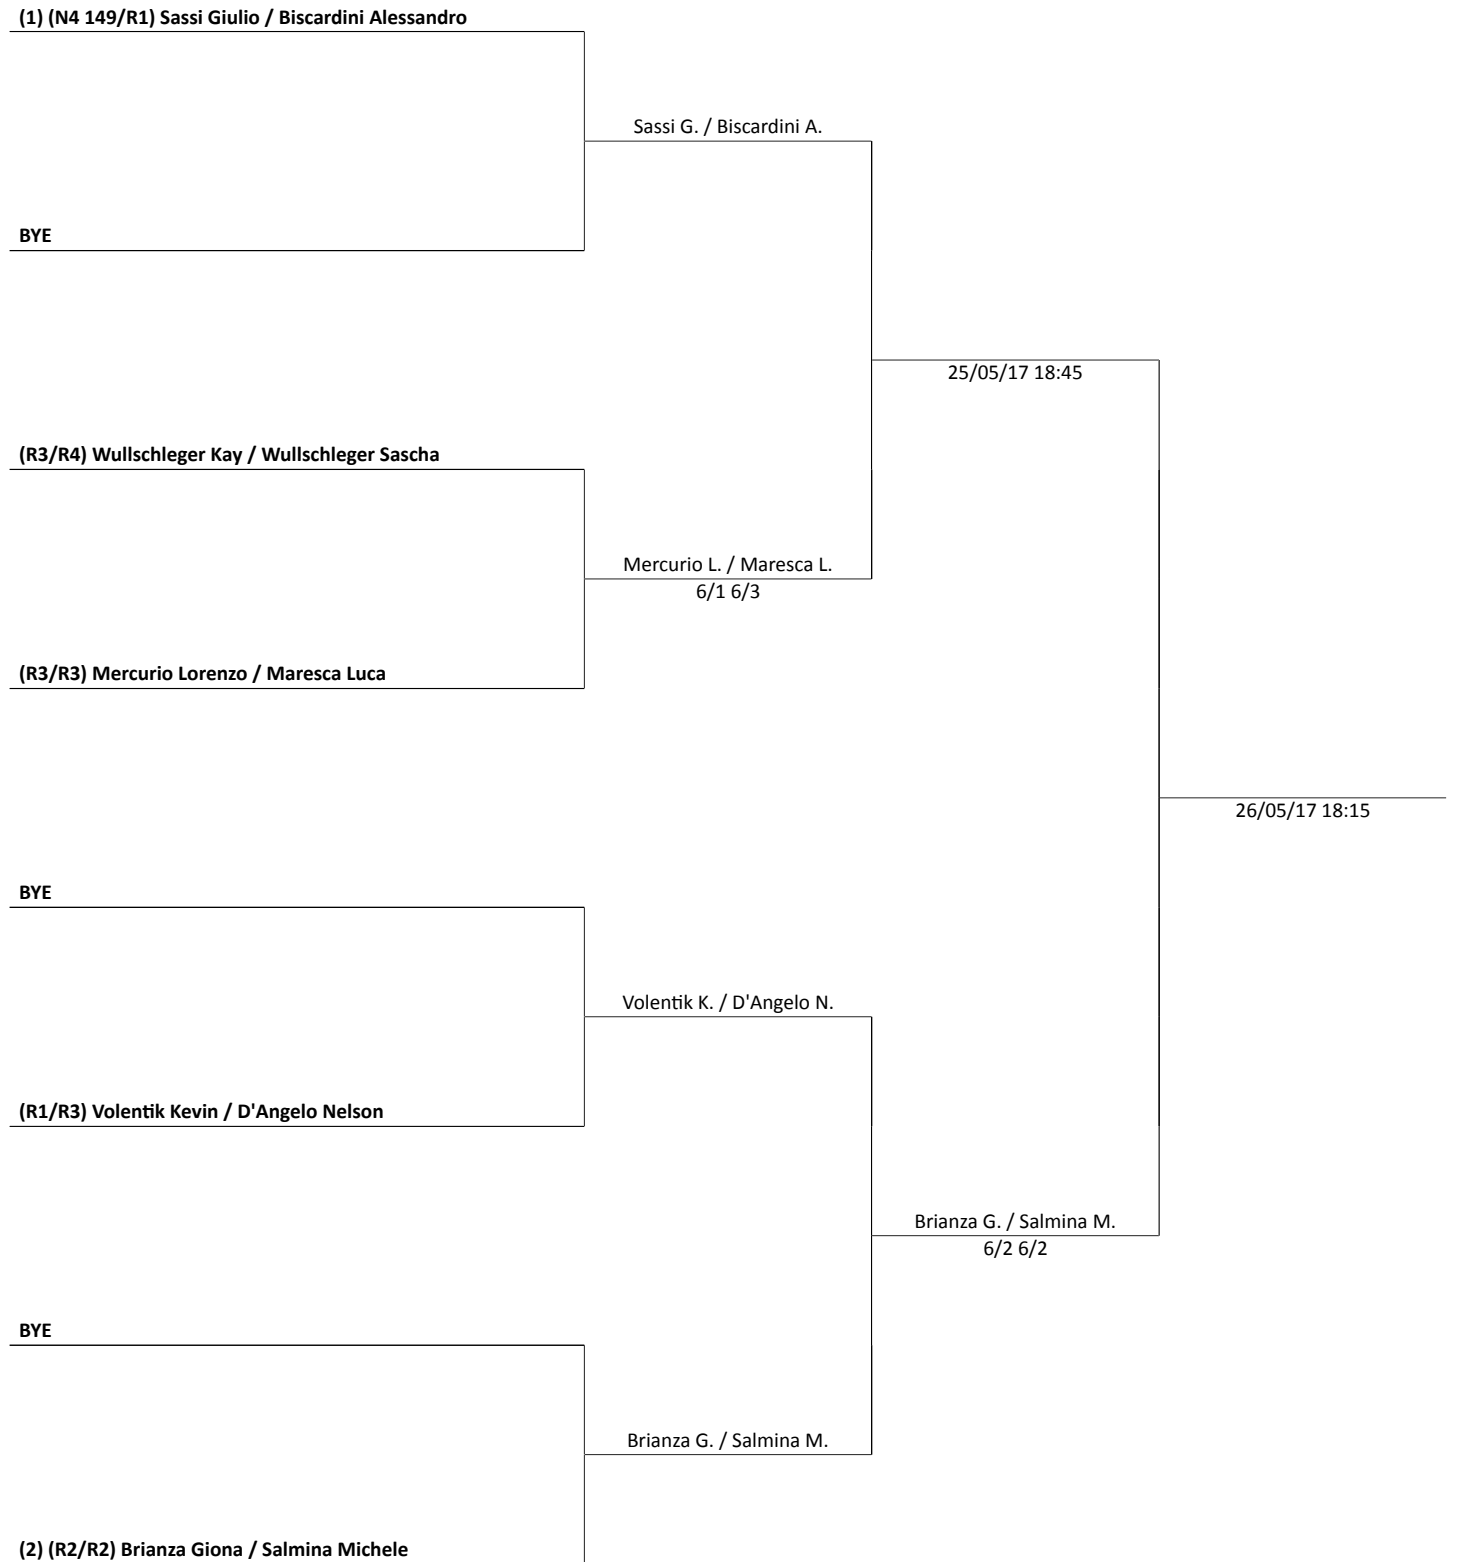 (1) (N4 149/R1) Sassi Giulio / Biscardini Alessandro
Sassi G. / Biscardini A.
BYE
25/05/17 18:45
(R3/R4) Wullschleger Kay / Wullschleger Sascha
Mercurio L. / Maresca L.
6/1 6/3
(R3/R3) Mercurio Lorenzo / Maresca Luca
26/05/17 18:15
BYE
Volentik K. / D'Angelo N.
(R1/R3) Volentik Kevin / D'Angelo Nelson
Brianza G. / Salmina M.
6/2 6/2
BYE
Brianza G. / Salmina M.
(2) (R2/R2) Brianza Giona / Salmina Michele